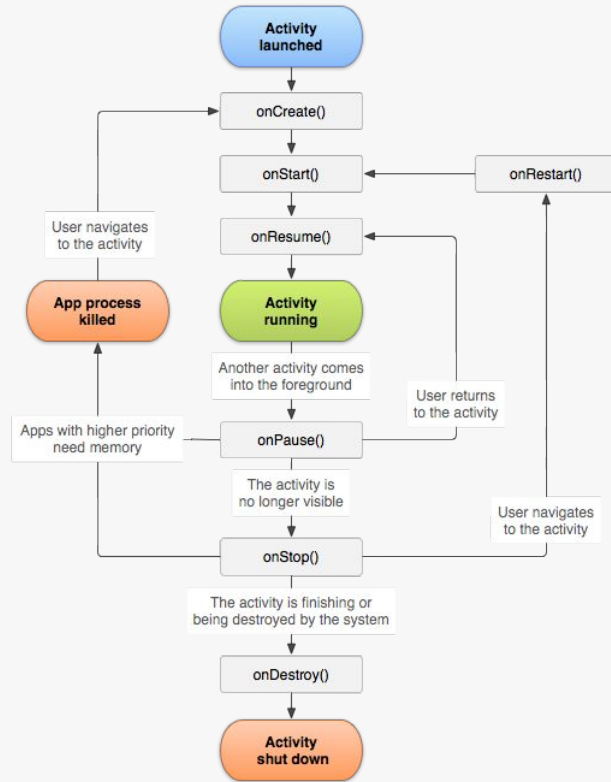 Activity
launched
onCreate()
onStart()
onRestart()
User navigates
to the activity
onResume()
App process
killed
Activity
running
Another activity comes
into the foreground
User returns
to the activity
Apps with higher priority
need memory
onPause()
The activity is
no longer visible
User navigates
to the activity
onStop()
The activity is finishing or
being destroyed by the system
onDestroy()
Activity
shut down